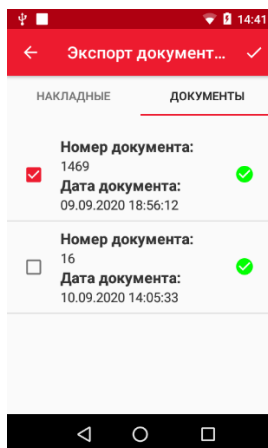 14:41
Экспорт документ...
НАКЛАДНЫЕ
ДОКУМЕНТЫ
Номер документа:
1469
Дата документа:
09.09.2020 18:56:12
Номер документа:
16
Дата документа:
10.09.2020 14:05:33